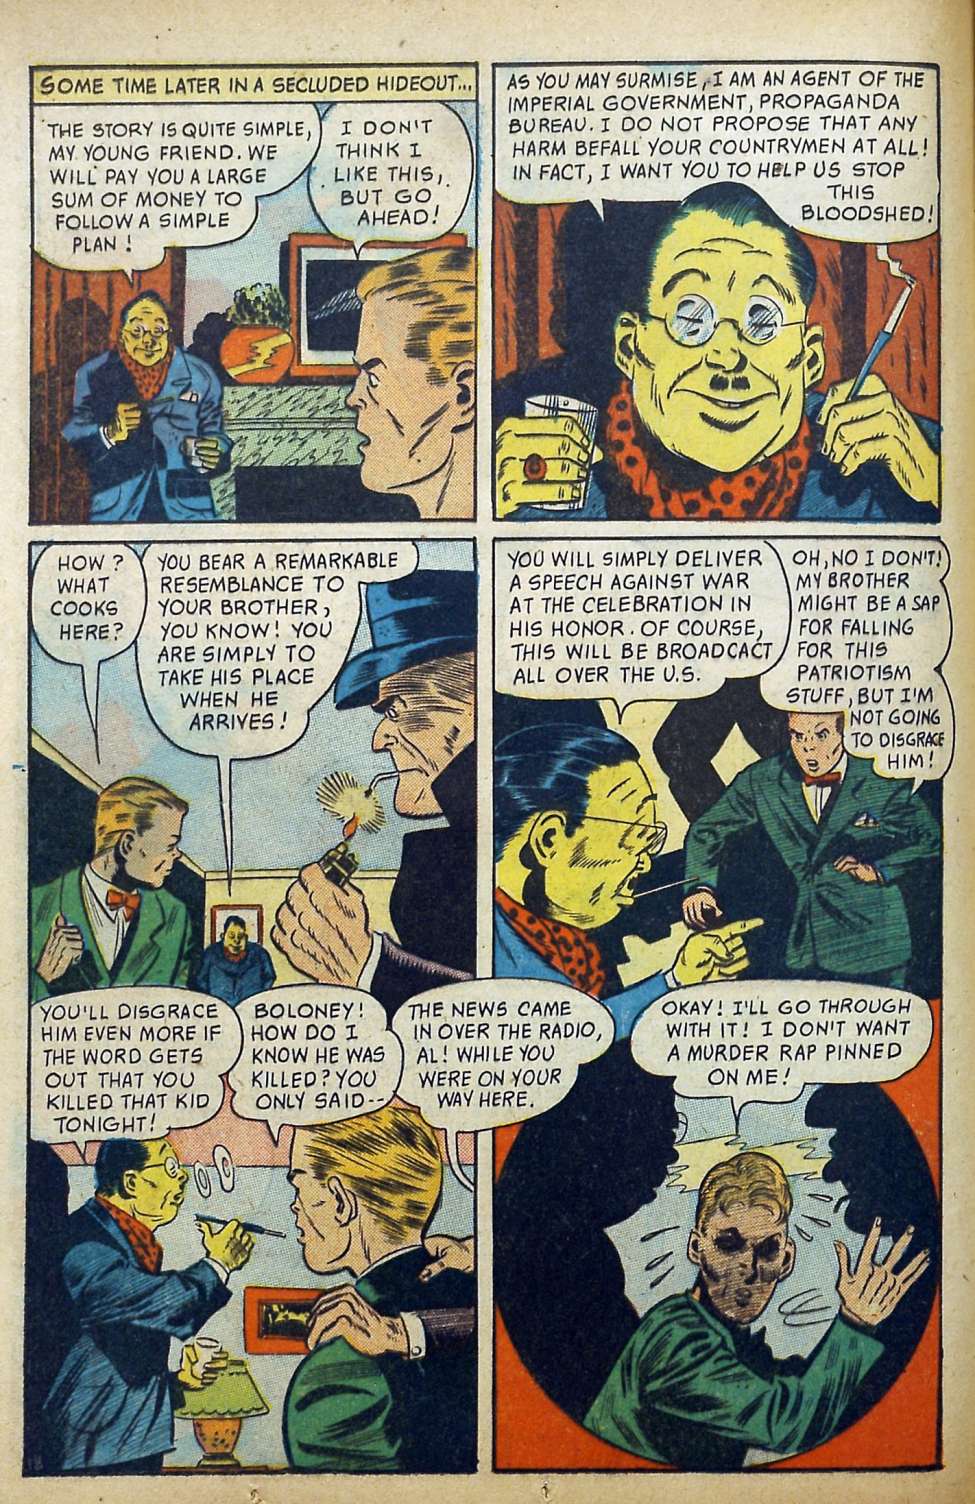 SOME TIME LATER IN A SECLUDED HIDEOUT...
THE STORY IS QUITE SIMPLE,
MY YOUNG FRIEND. WE
WILL PAY YOU A LARGE
SUM OF MONEY TO
FOLLOW A SIMPLE
PLAN!
I DON'T
THINK I
LIKE THIS,
BUT GO
AHEAD!
AS YOU MAY SURMISE, I AM AN AGENT OF THE
IMPERIAL GOVERNMENT, PROPAGANDA
BUREAU. I DO NOT PROPOSE THAT ANY
HARM BEFALL YOUR COUNTRYMEN AT ALL!
IN FACT, I WANT YOU TO HELP US STOP
THIS
BLOODSHED!
HOW?
WHAT
COOKS
HERE?
YOU BEAR A REMARKABLE
RESEMBLANCE TO
YOUR BROTHER,
YOU KNOW! YOU
ARE SIMPLY TO
TAKE HIS PLACE
WHEN HE
ARRIVES!
YOU WILL SIMPLY DELIVER
A SPEECH AGAINST WAR
AT THE CELEBRATION IN
HIS HONOR. OF COURSE,
THIS WILL BE BROADCACT
ALL OVER THE U.S.
OH, NO I DON'T!
MY BROTHER
MIGHT BE A SAP
FOR FALLING
FOR THIS
PATRIOTISM
STUFF, BUT I'M
NOT GOING
TO DISGRACE
HIM!
YOU'LL DISGRACE
HIM EVEN MORE IF
THE WORD GETS
OUT THAT YOU
KILLED THAT KID
TONIGHT!
BOLONEY!
HOW DO I
KNOW HE WAS
KILLED? YOU
ONLY SAID--
THE NEWS CAME
IN OVER THE RADIO,
AL! WHILE YOU
WERE ON YOUR
WAY HERE.
OKAY! I'LL GO THROUGH
WITH IT! I DON'T WANT
A MURDER RAP PINNED
ON ME!